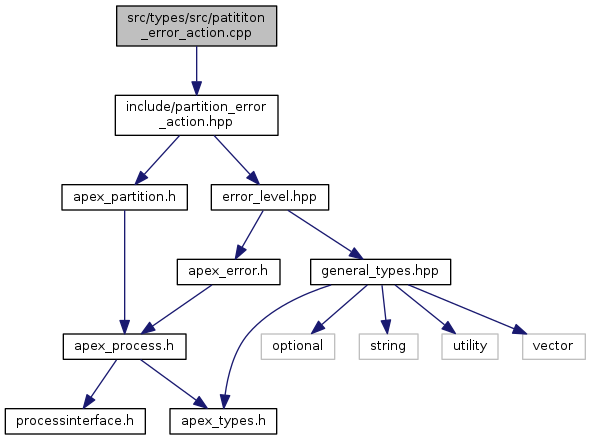 src/types/src/patititon
_error_action.cpp
include/partition_error
_action.hpp
apex_partition.h
error_level.hpp
apex_error.h
general_types.hpp
apex_process.h
optional
string
utility
vector
processinterface.h
apex_types.h